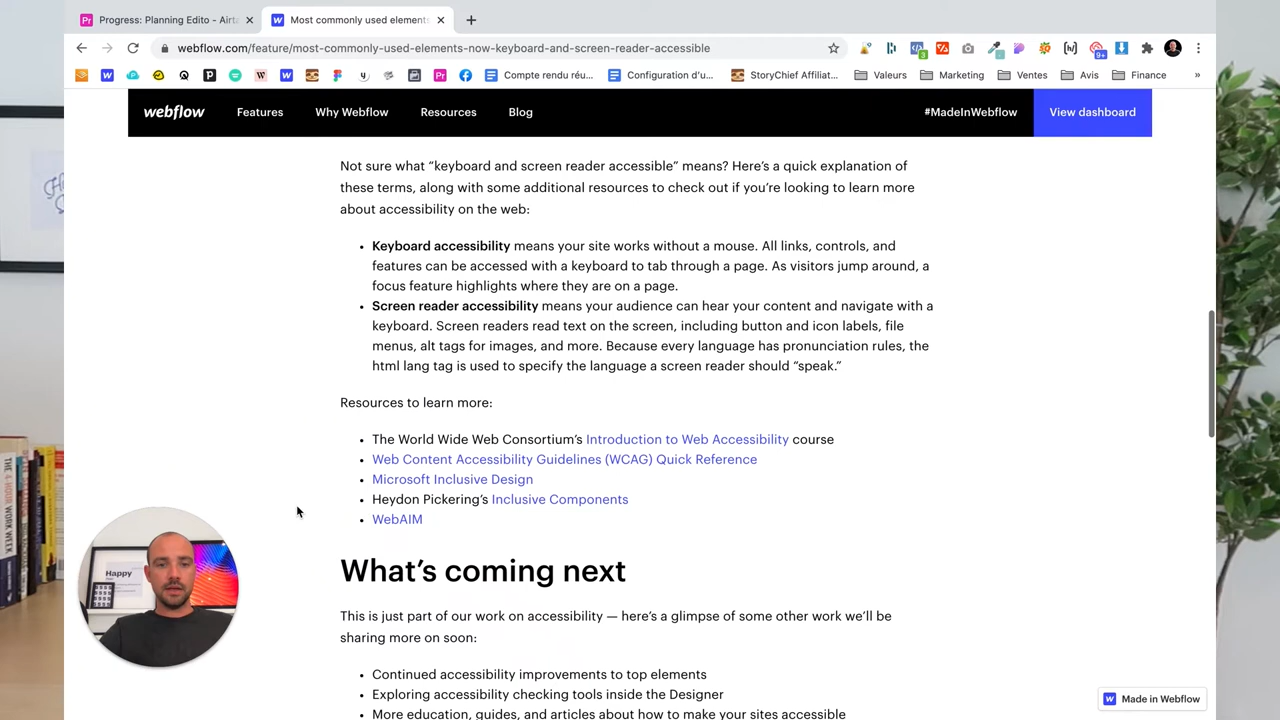 Progress: Planning Edito - Airta
Most commonly used elements
webflow.com/feature/most-commonly-used-elements-now-keyboard-and-screen-reader-accessible
Compte rendu réu...
Configuration d'u...
StoryChief Affiliat...
Valeurs
Marketing
Ventes
Avis
Finance
»
webflow
Features
Why Webflow
Resources
Blog
#MadeInWebflow
View dashboard
Not sure what “keyboard and screen reader accessible” means? Here’s a quick explanation of
these terms, along with some additional resources to check out if you’re looking to learn more
about accessibility on the web:
• Keyboard accessibility means your site works without a mouse. All links, controls, and
features can be accessed with a keyboard to tab through a page. As visitors jump around, a
focus feature highlights where they are on a page.
• Screen reader accessibility means your audience can hear your content and navigate with a
keyboard. Screen readers read text on the screen, including button and icon labels, file
menus, alt tags for images, and more. Because every language has pronunciation rules, the
html lang tag is used to specify the language a screen reader should “speak.”
Resources to learn more:
• The World Wide Web Consortium’s Introduction to Web Accessibility course
• Web Content Accessibility Guidelines (WCAG) Quick Reference
• Microsoft Inclusive Design
• Heydon Pickering’s Inclusive Components
• WebAIM
Happy
What’s coming next
This is just part of our work on accessibility — here’s a glimpse of some other work we’ll be
sharing more on soon:
• Continued accessibility improvements to top elements
• Exploring accessibility checking tools inside the Designer
• More education, guides, and articles about how to make your sites accessible
Made in Webflow